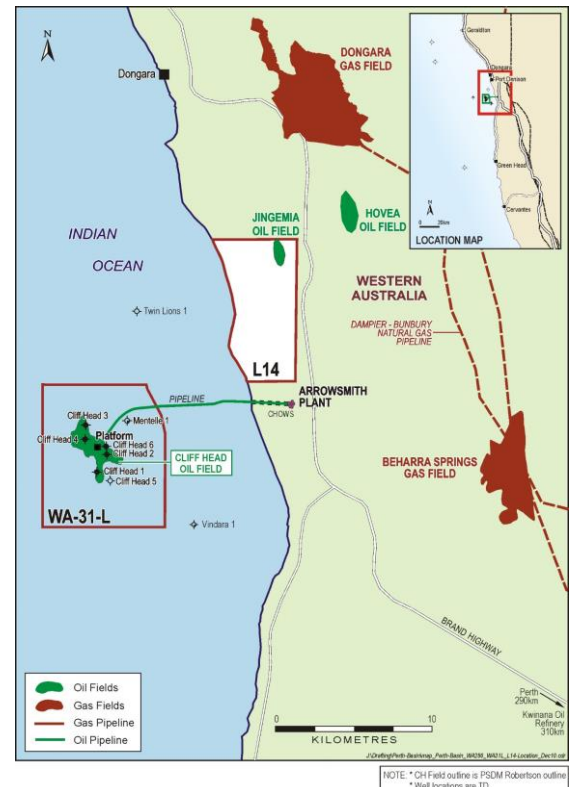 N
Dongara
DONGARA
GAS FIELD
Geraldton
Dongara
Port Denison
Green Head
Cervantes
N
0 20km
LOCATION MAP
JINGEMIA
OIL FIELD
HOVEA
OIL FIELD
INDIAN
OCEAN
WESTERN
AUSTRALIA
Twin Lions 1
DAMPIER - BUNBURY
NATURAL GAS
PIPELINE
L14
PIPELINE
ARROWSMITH
PLANT
CHOWS
Cliff Head 3
Mentelle 1
Platform
Cliff Head 4
Cliff Head 6
Cliff Head 2
CLIFF HEAD
OIL FIELD
Cliff Head 1
Cliff Head 5
BEHARRA SPRINGS
GAS FIELD
WA-31-L
Vindara 1
BRAND HIGHWAY
Oil Fields
Gas Fields
Gas Pipeline
Oil Pipeline
Perth
290km
Kwinana Oil
Refinery
310km
0 10
KILOMETRES
NOTE: * CH Field outline is PSDM Robertson outline
* Well locations are TD